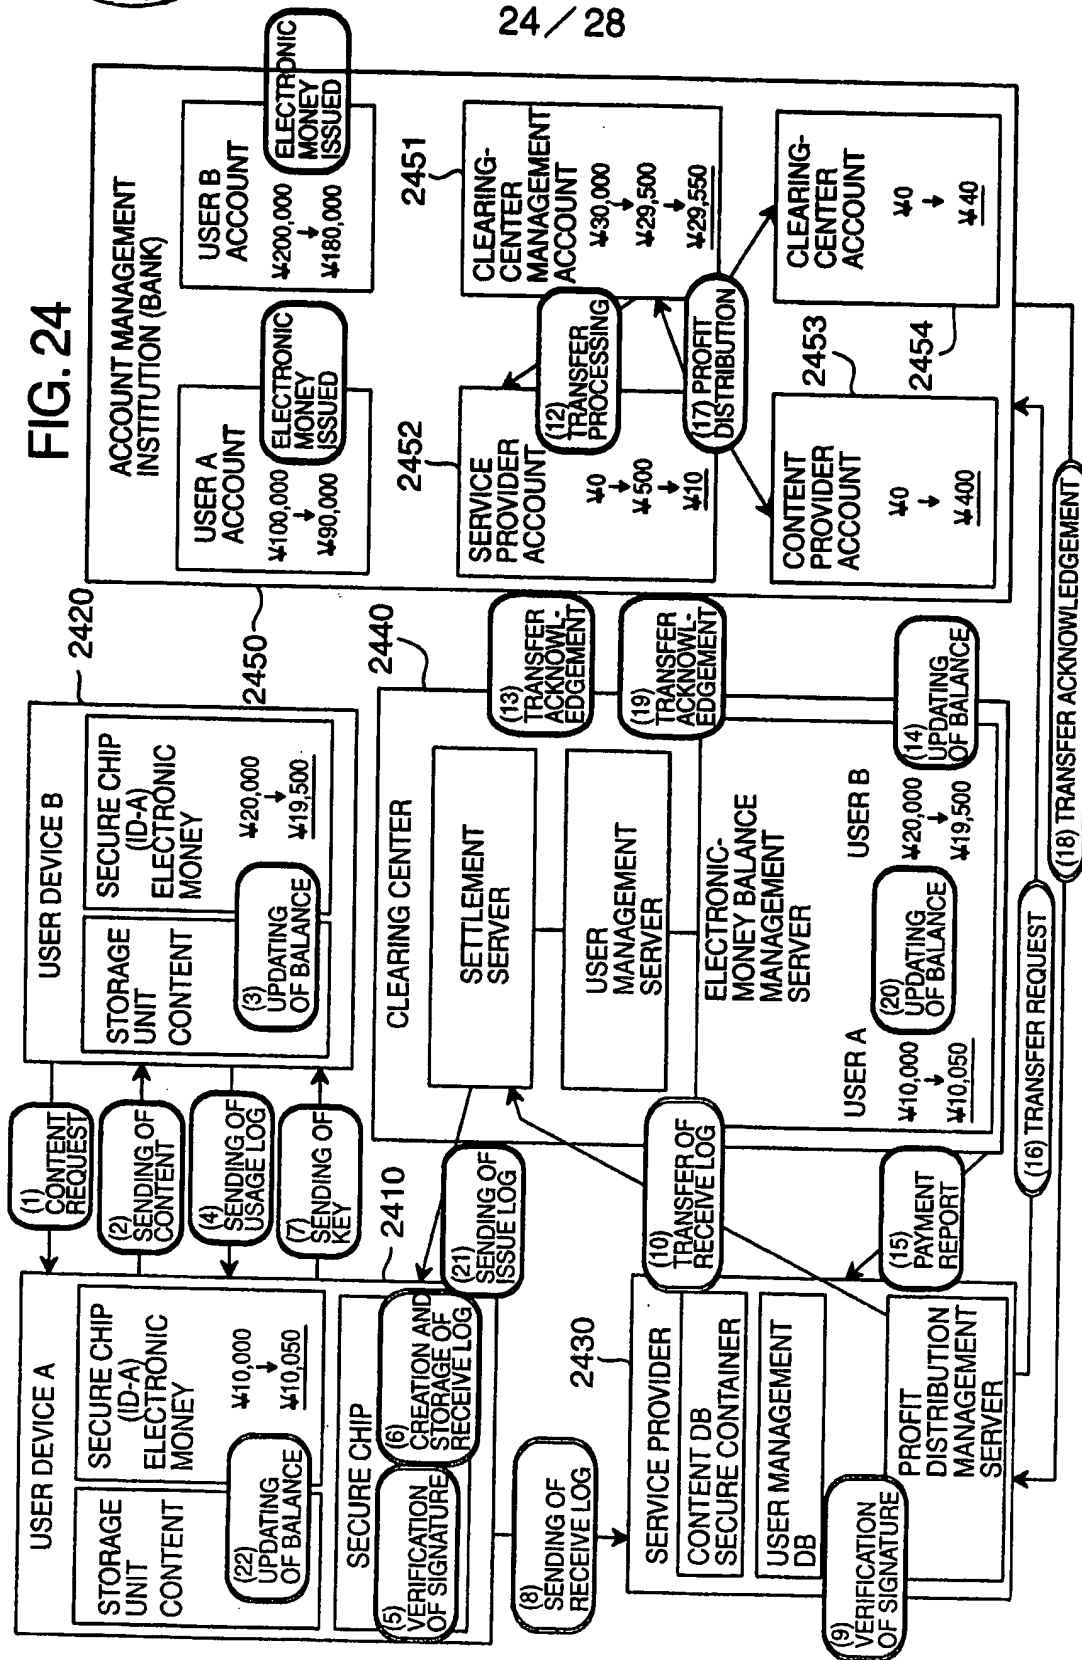 24/28
FIG. 24
USER DEVICE A
STORAGE
UNIT
CONTENT
SECURE CHIP
(ID-A)
ELECTRONIC
MONEY
¥10,000
↓
¥10,050
(22)
UPDATING
OF BALANCE
SECURE CHIP
(5)
VERIFICATION
OF SIGNATURE
(6)
CREATION AND
STORAGE OF
RECEIVE LOG
2410
(1)
CONTENT
REQUEST
(2)
SENDING OF
CONTENT
(4)
SENDING OF
USAGE LOG
(7)
SENDING OF
KEY
USER DEVICE B
2420
STORAGE
UNIT
CONTENT
SECURE CHIP
(ID-A)
ELECTRONIC
MONEY
¥20,000
↓
¥19,500
(3)
UPDATING
OF BALANCE
(8)
SENDING OF
RECEIVE LOG
2430
SERVICE PROVIDER
CONTENT DB
SECURE CONTAINER
USER MANAGEMENT
DB
(9)
VERIFICATION
OF SIGNATURE
PROFIT
DISTRIBUTION
MANAGEMENT
SERVER
(21)
SENDING OF
ISSUE LOG
(10)
TRANSFER OF
RECEIVE LOG
(15)
PAYMENT
REPORT
2440
CLEARING CENTER
SETTLEMENT
SERVER
USER
MANAGEMENT
SERVER
ELECTRONIC-
MONEY BALANCE
MANAGEMENT
SERVER
USER A
¥10,000
↓
¥10,050
(20)
UPDATING
OF BALANCE
USER B
¥20,000
↓
¥19,500
(14)
UPDATING
OF BALANCE
(13)
TRANSFER
ACKNOWL-
EDGEMENT
(19)
TRANSFER
ACKNOWL-
EDGEMENT
2450
ACCOUNT MANAGEMENT
INSTITUTION (BANK)
USER A
ACCOUNT
¥100,000
↓
¥90,000
ELECTRONIC
MONEY
ISSUED
USER B
ACCOUNT
¥200,000
↓
¥180,000
ELECTRONIC
MONEY
ISSUED
2452
SERVICE
PROVIDER
ACCOUNT
¥0
↓
¥500
↓
¥10
(12)
TRANSFER
PROCESSING
2451
CLEARING-
CENTER
MANAGEMENT
ACCOUNT
¥30,000
↓
¥29,500
↓
¥29,550
(17) PROFIT
DISTRIBUTION
2453
CONTENT
PROVIDER
ACCOUNT
¥0
↓
¥400
2454
CLEARING-
CENTER
ACCOUNT
¥0
↓
¥40
(16) TRANSFER REQUEST
(18) TRANSFER ACKNOWLEDGEMENT